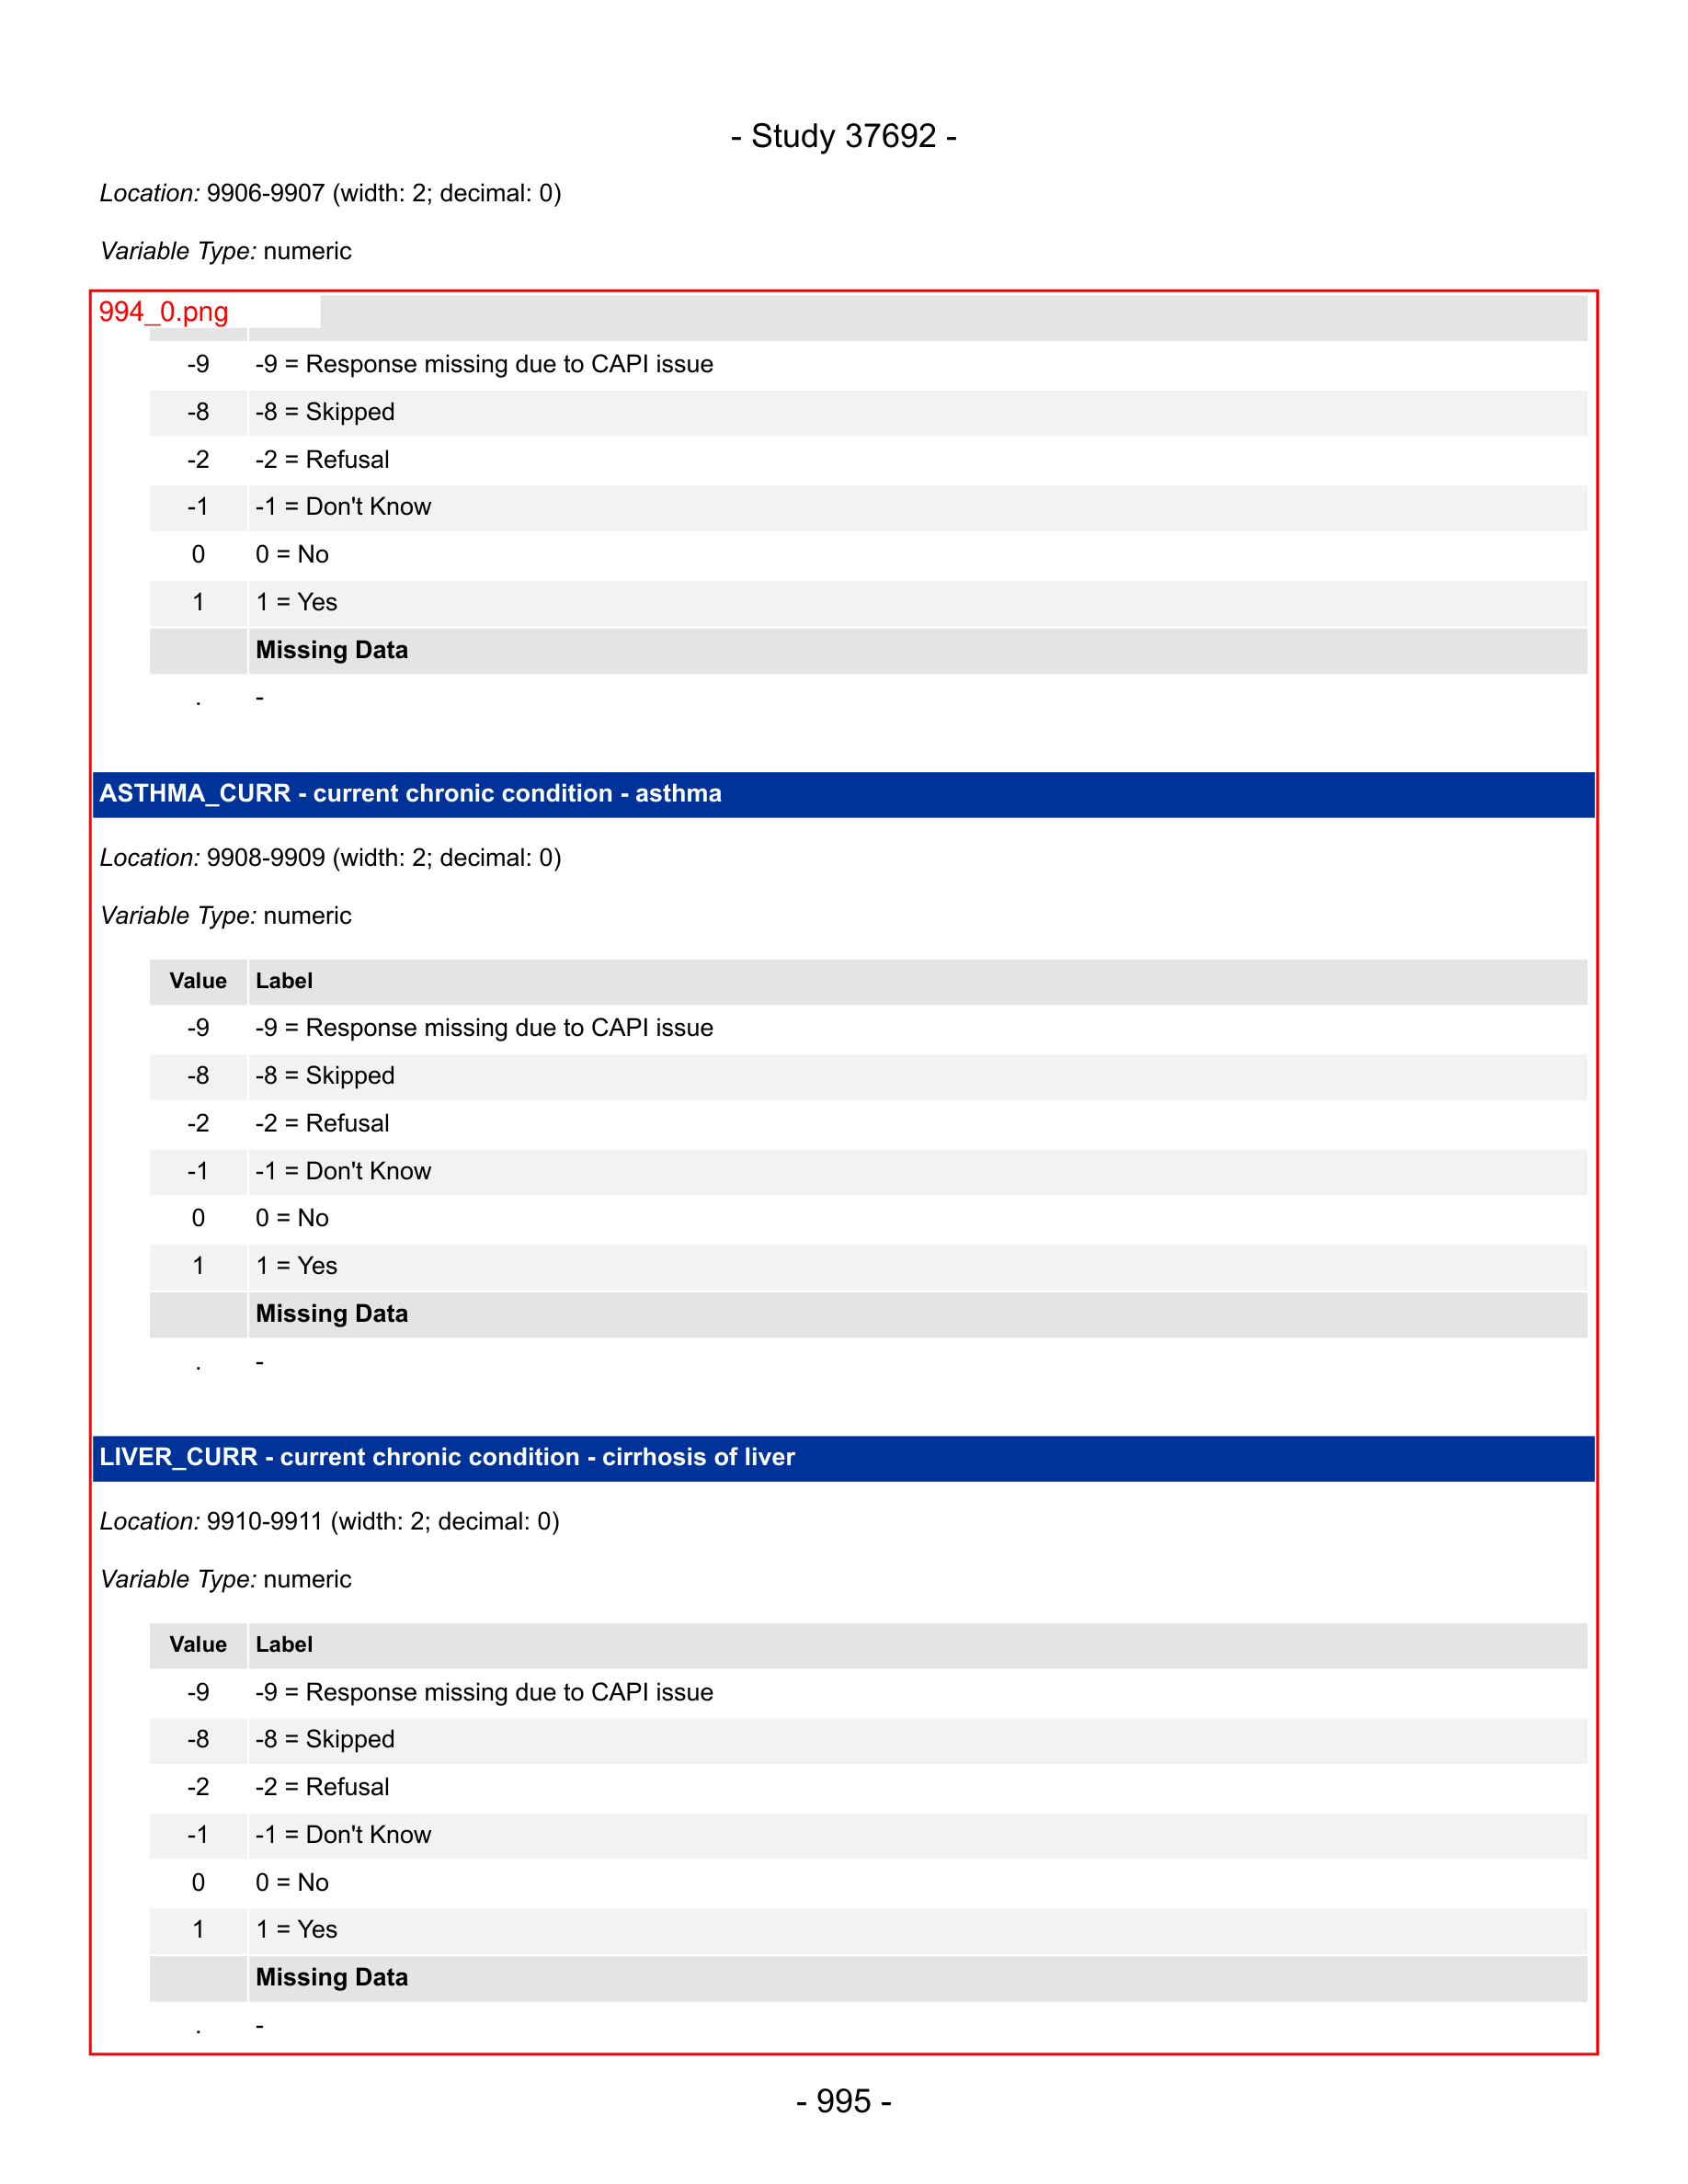 - Study 37692 -
Location: 9906-9907 (width: 2; decimal: 0)
Variable Type: numeric
994_0.png
-9 -9 = Response missing due to CAPI issue
-8 -8 = Skipped
-2 -2 = Refusal
-1 -1 = Don't Know
0 0 = No
1 1 = Yes
Missing Data
. -
ASTHMA_CURR - current chronic condition - asthma
Location: 9908-9909 (width: 2; decimal: 0)
Variable Type: numeric
Value Label
-9 -9 = Response missing due to CAPI issue
-8 -8 = Skipped
-2 -2 = Refusal
-1 -1 = Don't Know
0 0 = No
1 1 = Yes
Missing Data
. -
LIVER_CURR - current chronic condition - cirrhosis of liver
Location: 9910-9911 (width: 2; decimal: 0)
Variable Type: numeric
Value Label
-9 -9 = Response missing due to CAPI issue
-8 -8 = Skipped
-2 -2 = Refusal
-1 -1 = Don't Know
0 0 = No
1 1 = Yes
Missing Data
. -
- 995 -